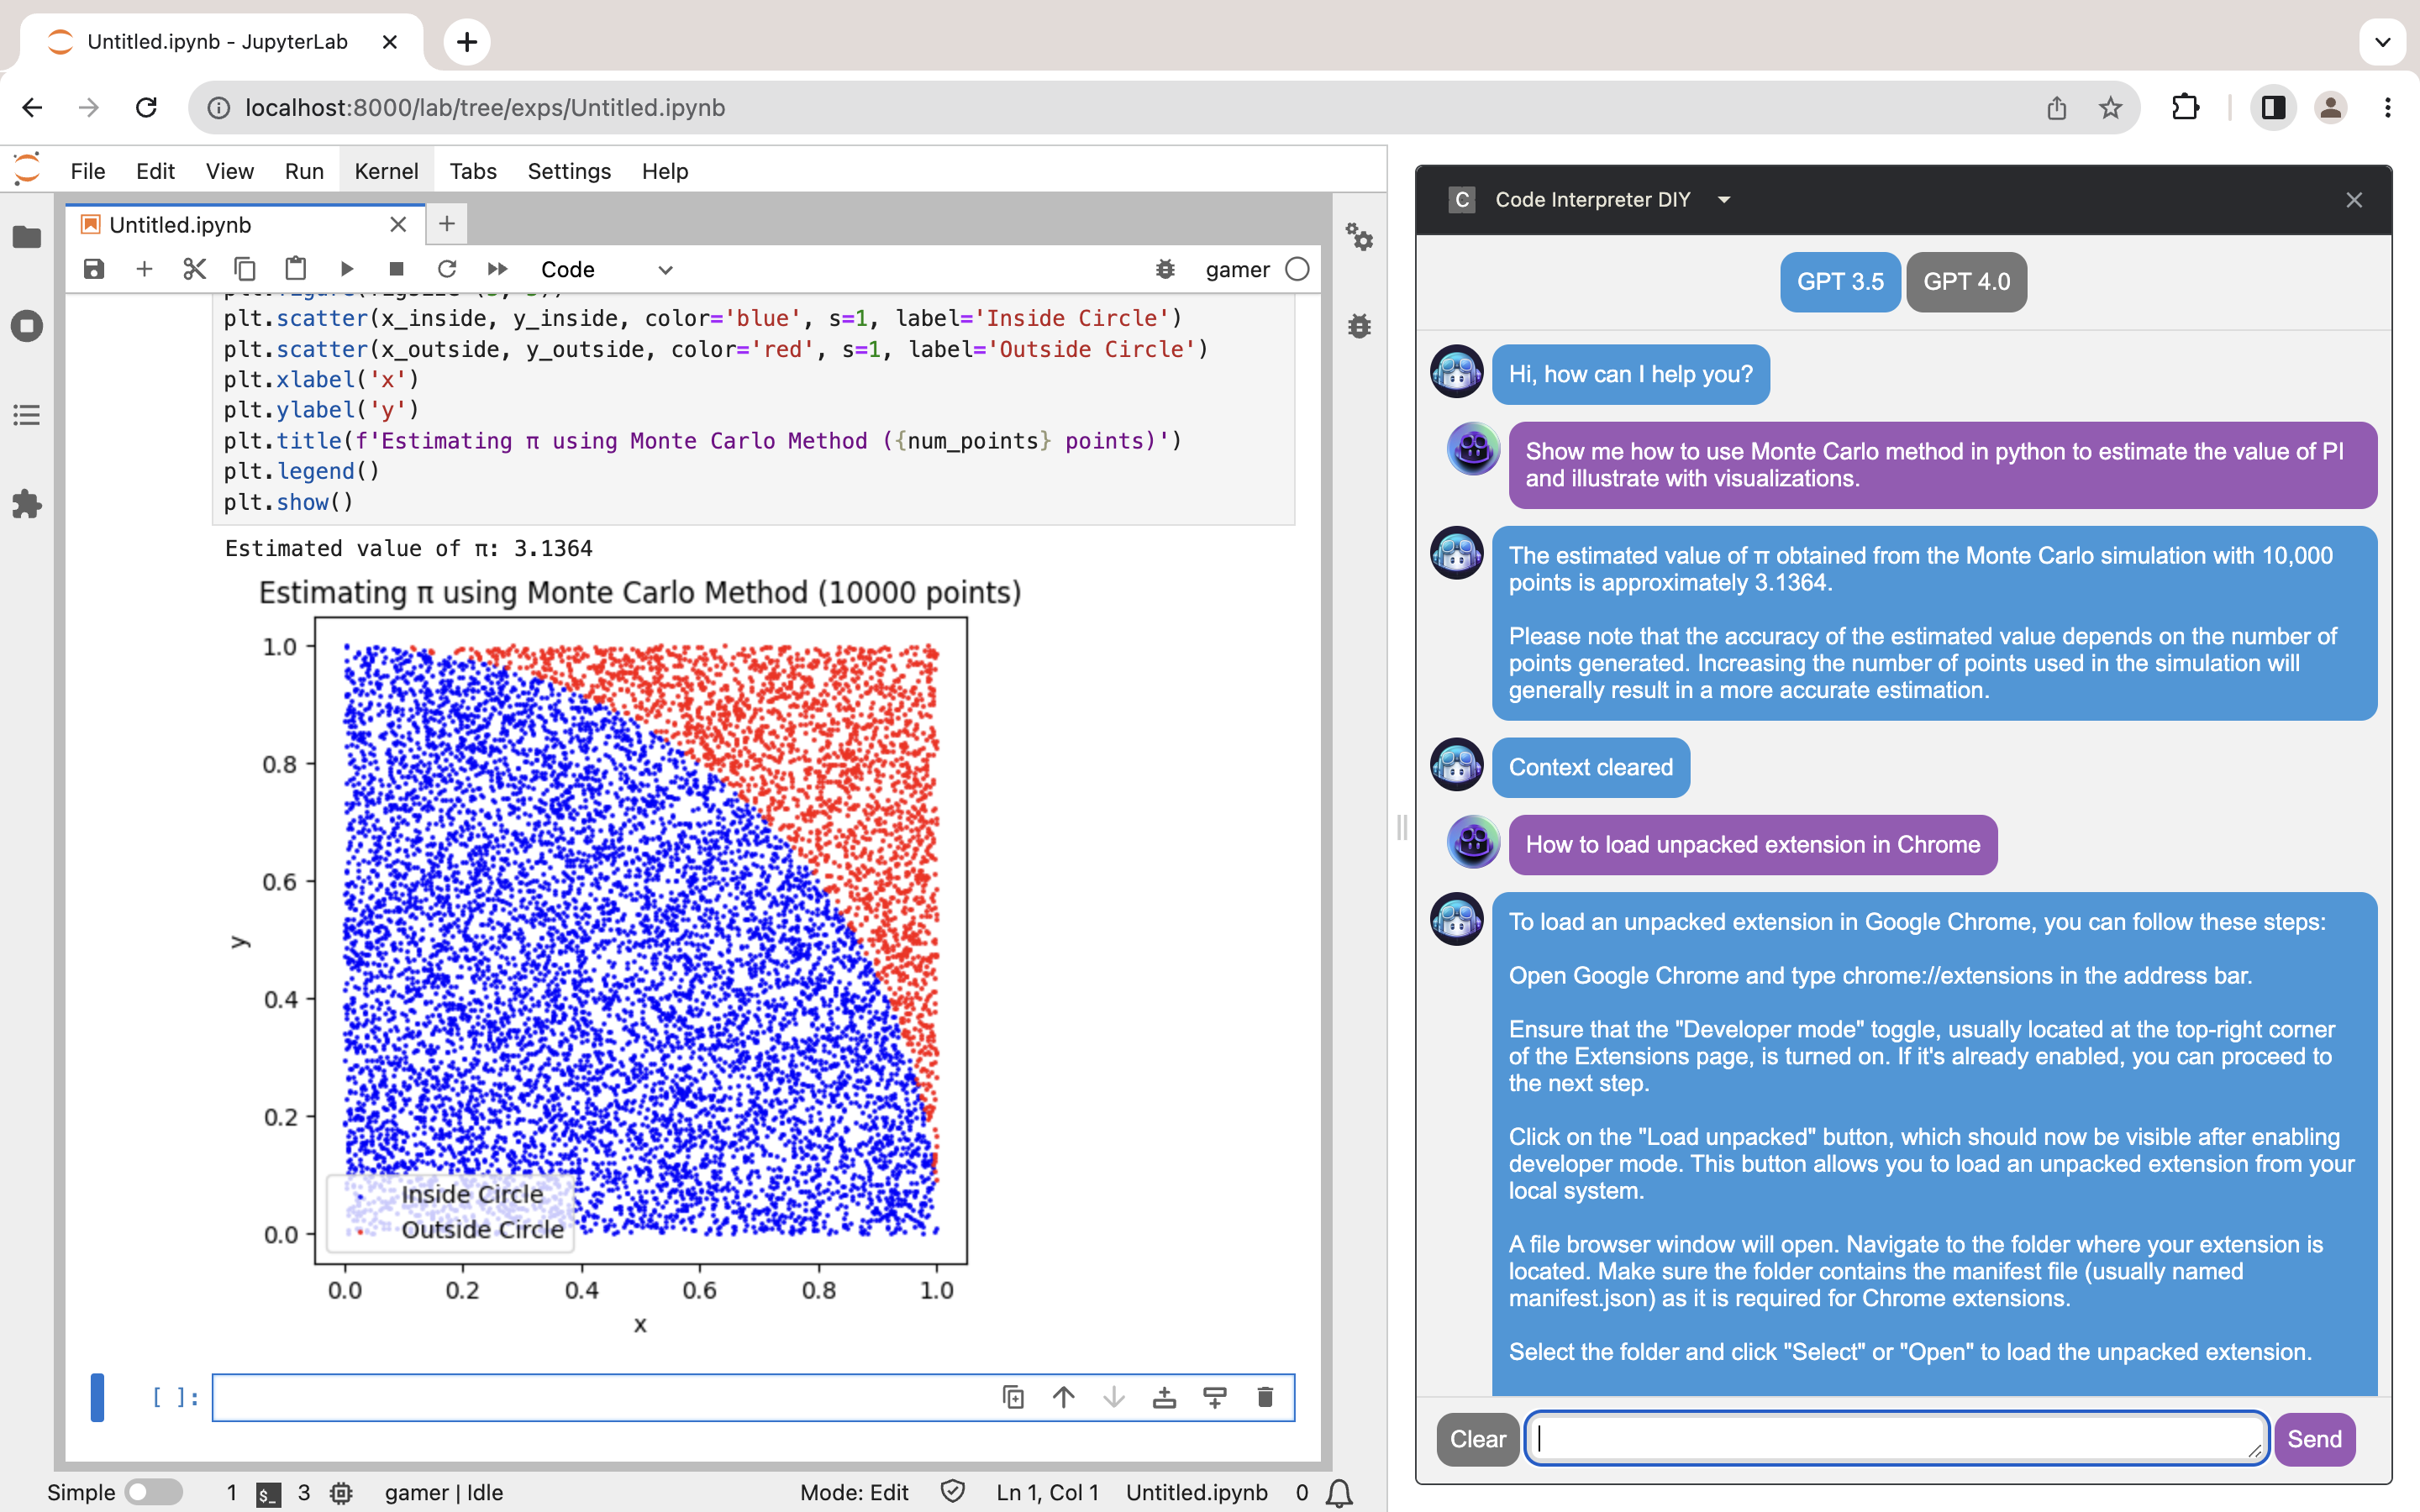 Untitled.ipynb - JupyterLab
localhost:8000/lab/tree/exps/Untitled.ipynb
File Edit View Run Kernel Tabs Settings Help
Untitled.ipynb
Code gamer
plt.scatter(x_inside, y_inside, color='blue', s=1, label='Inside Circle')
plt.scatter(x_outside, y_outside, color='red', s=1, label='Outside Circle')
plt.xlabel('x')
plt.ylabel('y')
plt.title(f'Estimating π using Monte Carlo Method ({num_points} points)')
plt.legend()
plt.show()
Estimated value of π: 3.1364
Estimating π using Monte Carlo Method (10000 points)
1.0
0.8
0.6
y
0.4
0.2
Inside Circle
Outside Circle
0.0
0.0 0.2 0.4 0.6 0.8 1.0
x
[ ]:
Simple 1 $_ 3 gamer | Idle Mode: Edit Ln 1, Col 1 Untitled.ipynb 0
C Code Interpreter DIY
GPT 3.5 GPT 4.0
Hi, how can I help you?
Show me how to use Monte Carlo method in python to estimate the value of PI
and illustrate with visualizations.
The estimated value of π obtained from the Monte Carlo simulation with 10,000
points is approximately 3.1364.
Please note that the accuracy of the estimated value depends on the number of
points generated. Increasing the number of points used in the simulation will
generally result in a more accurate estimation.
Context cleared
How to load unpacked extension in Chrome
To load an unpacked extension in Google Chrome, you can follow these steps:
Open Google Chrome and type chrome://extensions in the address bar.
Ensure that the "Developer mode" toggle, usually located at the top-right corner
of the Extensions page, is turned on. If it's already enabled, you can proceed to
the next step.
Click on the "Load unpacked" button, which should now be visible after enabling
developer mode. This button allows you to load an unpacked extension from your
local system.
A file browser window will open. Navigate to the folder where your extension is
located. Make sure the folder contains the manifest file (usually named
manifest.json) as it is required for Chrome extensions.
Select the folder and click "Select" or "Open" to load the unpacked extension.
Clear Send